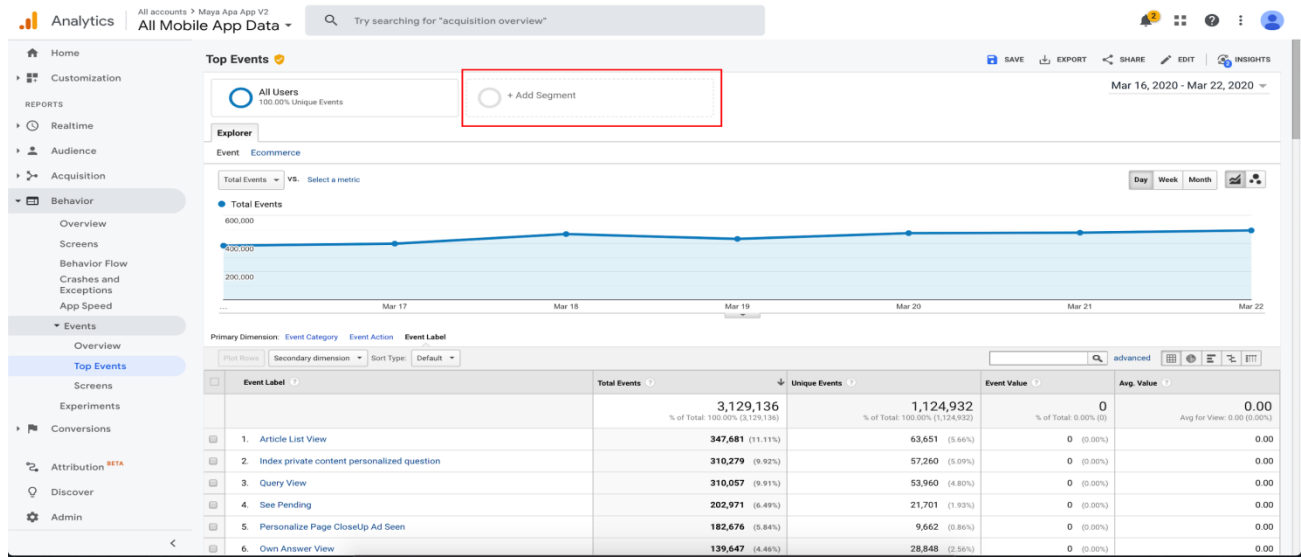 Analytics
All accounts > Maya Apa App V2
All Mobile App Data
Try searching for "acquisition overview"
2
Home
Customization
REPORTS
Realtime
Audience
Acquisition
Behavior
Overview
Screens
Behavior Flow
Crashes and
Exceptions
App Speed
Events
Overview
Top Events
Screens
Experiments
Conversions
Attribution BETA
Discover
Admin
Top Events
SAVE EXPORT SHARE EDIT INSIGHTS
All Users
100.00% Unique Events
+ Add Segment
Mar 16, 2020 - Mar 22, 2020
Explorer
Event Ecommerce
Total Events VS. Select a metric
Day Week Month
Total Events
600,000
400,000
200,000
... Mar 17 Mar 18 Mar 19 Mar 20 Mar 21 Mar 22
Primary Dimension: Event Category Event Action Event Label
Plot Rows Secondary dimension Sort Type: Default advanced
Event Label ? Total Events ? Unique Events ? Event Value ? Avg. Value ?
3,129,136 1,124,932 0 0.00
% of Total: 100.00% (3,129,136) % of Total: 100.00% (1,124,932) % of Total: 0.00% (0) Avg for View: 0.00 (0.00%)
1. Article List View 347,681 (11.11%) 63,651 (5.66%) 0 (0.00%) 0.00
2. Index private content personalized question 310,279 (9.92%) 57,260 (5.09%) 0 (0.00%) 0.00
3. Query View 310,057 (9.91%) 53,960 (4.80%) 0 (0.00%) 0.00
4. See Pending 202,971 (6.49%) 21,701 (1.93%) 0 (0.00%) 0.00
5. Personalize Page CloseUp Ad Seen 182,676 (5.84%) 9,662 (0.86%) 0 (0.00%) 0.00
6. Own Answer View 139,647 (4.46%) 28,848 (2.56%) 0 (0.00%) 0.00